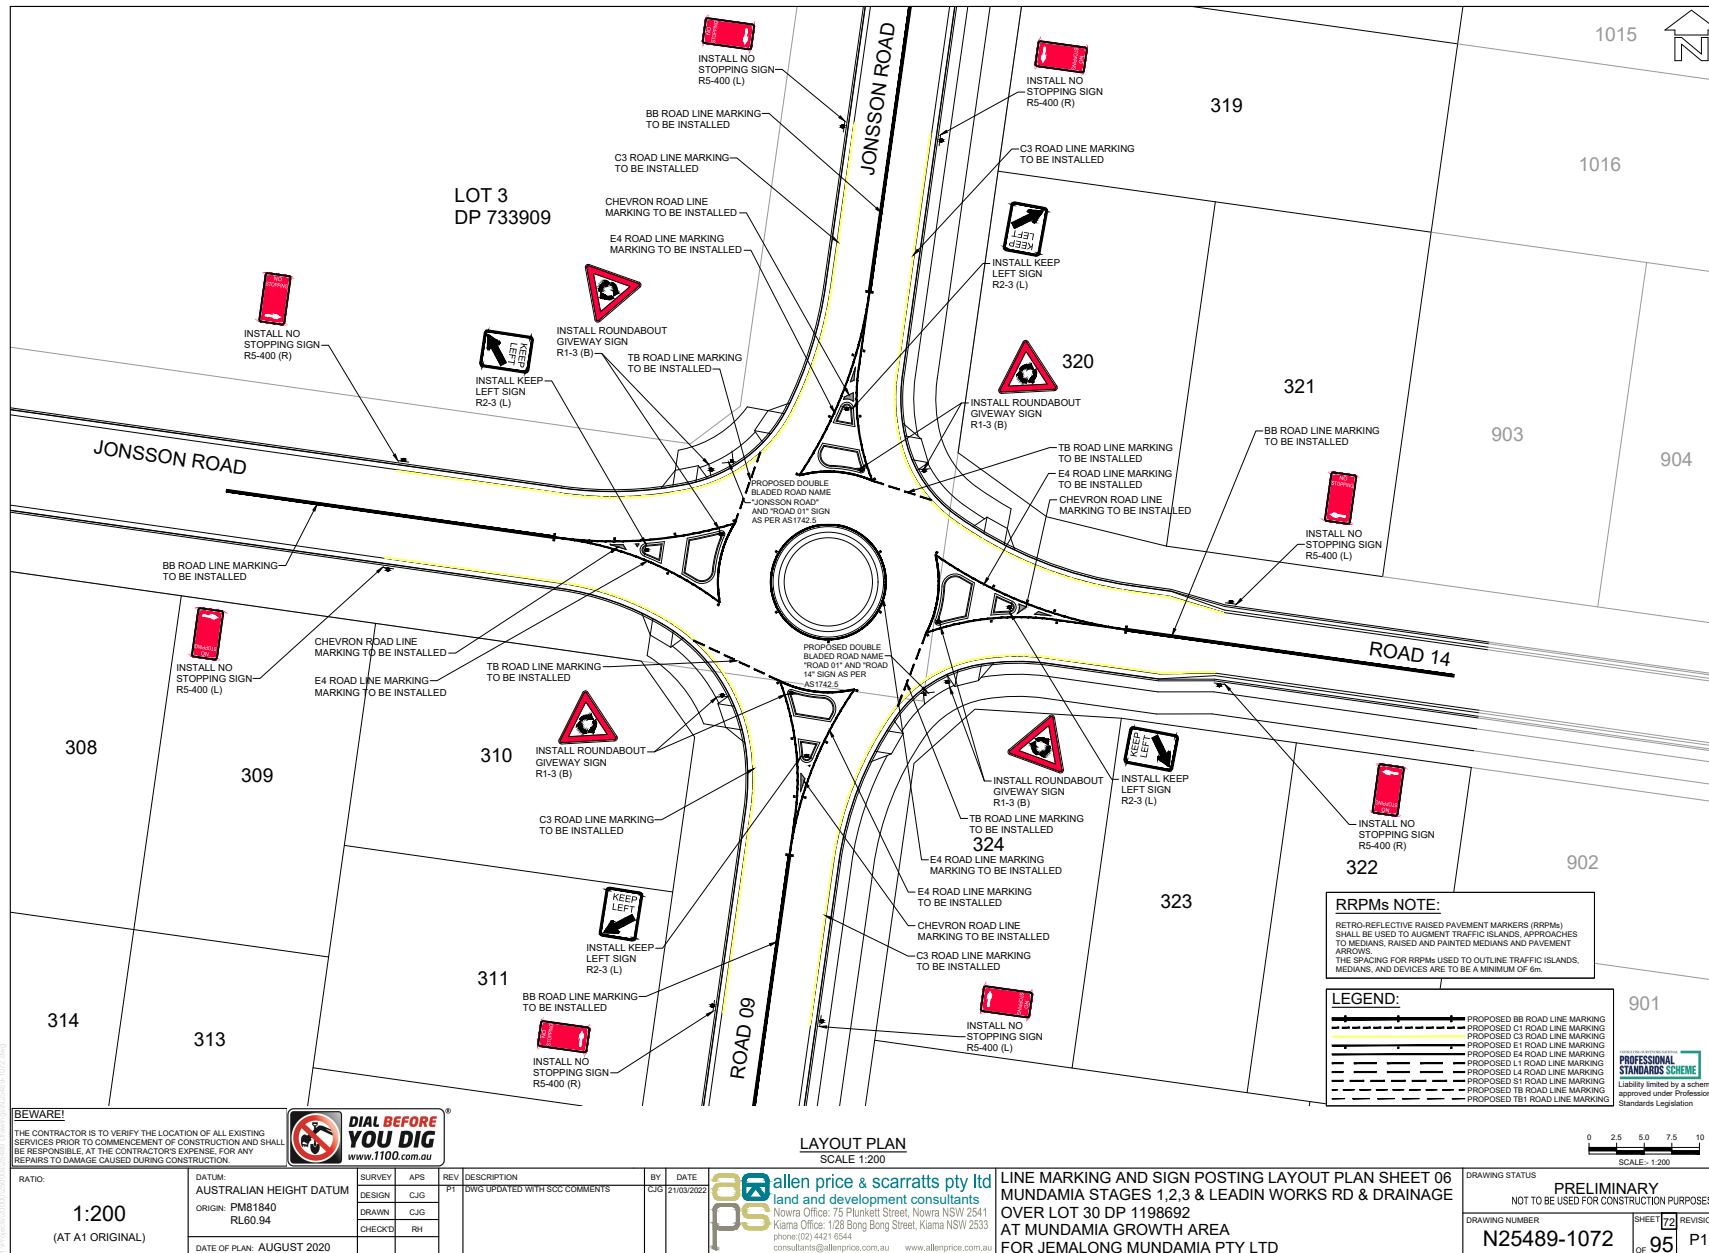 JONSSON ROAD
1015
N
INSTALL NO
STOPPING SIGN
R5-400 (L)
INSTALL NO
STOPPING SIGN
R5-400 (R)
319
BB ROAD LINE MARKING
TO BE INSTALLED
C3 ROAD LINE MARKING
TO BE INSTALLED
C3 ROAD LINE MARKING
TO BE INSTALLED
1016
LOT 3
DP 733909
CHEVRON ROAD LINE
MARKING TO BE INSTALLED
E4 ROAD LINE MARKING
MARKING TO BE INSTALLED
KEEP
LEFT
INSTALL KEEP
LEFT SIGN
R2-3 (L)
NO
STOPPING
INSTALL NO
STOPPING SIGN
R5-400 (R)
KEEP
LEFT
INSTALL KEEP
LEFT SIGN
R2-3 (L)
INSTALL ROUNDABOUT
GIVEWAY SIGN
R1-3 (B)
TB ROAD LINE MARKING
TO BE INSTALLED
320
INSTALL ROUNDABOUT
GIVEWAY SIGN
R1-3 (B)
321
903
904
BB ROAD LINE MARKING
TO BE INSTALLED
TB ROAD LINE MARKING
TO BE INSTALLED
E4 ROAD LINE MARKING
TO BE INSTALLED
CHEVRON ROAD LINE
MARKING TO BE INSTALLED
NO
STOPPING
INSTALL NO
STOPPING SIGN
R5-400 (L)
JONSSON ROAD
PROPOSED DOUBLE
BLADED ROAD NAME
"JONSSON ROAD"
AND "ROAD 01" SIGN
AS PER AS1742.5
BB ROAD LINE MARKING
TO BE INSTALLED
NO
STOPPING
INSTALL NO
STOPPING SIGN
R5-400 (L)
CHEVRON ROAD LINE
MARKING TO BE INSTALLED
E4 ROAD LINE MARKING
MARKING TO BE INSTALLED
TB ROAD LINE MARKING
TO BE INSTALLED
PROPOSED DOUBLE
BLADED ROAD NAME
"ROAD 01" AND "ROAD
14" SIGN AS PER
AS1742.5
ROAD 14
308
309
310
INSTALL ROUNDABOUT
GIVEWAY SIGN
R1-3 (B)
INSTALL ROUNDABOUT
GIVEWAY SIGN
R1-3 (B)
KEEP
LEFT
INSTALL KEEP
LEFT SIGN
R2-3 (L)
NO
STOPPING
INSTALL NO
STOPPING SIGN
R5-400 (R)
C3 ROAD LINE MARKING
TO BE INSTALLED
TB ROAD LINE MARKING
TO BE INSTALLED
324
E4 ROAD LINE MARKING
MARKING TO BE INSTALLED
E4 ROAD LINE MARKING
TO BE INSTALLED
CHEVRON ROAD LINE
MARKING TO BE INSTALLED
C3 ROAD LINE MARKING
TO BE INSTALLED
322
323
902
901
KEEP
LEFT
INSTALL KEEP
LEFT SIGN
R2-3 (L)
311
BB ROAD LINE MARKING
TO BE INSTALLED
314
313
INSTALL NO
STOPPING SIGN
R5-400 (R)
ROAD 09
INSTALL NO
STOPPING SIGN
R5-400 (L)
RRPMs NOTE:
RETRO-REFLECTIVE RAISED PAVEMENT MARKERS (RRPMs)
SHALL BE USED TO AUGMENT TRAFFIC ISLANDS, APPROACHES
TO MEDIANS, RAISED AND PAINTED MEDIANS AND PAVEMENT
ARROWS.
THE SPACING FOR RRPMs USED TO OUTLINE TRAFFIC ISLANDS,
MEDIANS, AND DEVICES ARE TO BE A MINIMUM OF 6m.
LEGEND:
PROPOSED BB ROAD LINE MARKING
PROPOSED C1 ROAD LINE MARKING
PROPOSED C3 ROAD LINE MARKING
PROPOSED E1 ROAD LINE MARKING
PROPOSED E4 ROAD LINE MARKING
PROPOSED L1 ROAD LINE MARKING
PROPOSED L4 ROAD LINE MARKING
PROPOSED S1 ROAD LINE MARKING
PROPOSED TB ROAD LINE MARKING
PROPOSED TB1 ROAD LINE MARKING
PROFESSIONAL
STANDARDS SCHEME
Liability limited by a scheme
approved under Profession
Standards Legislation
BEWARE!
THE CONTRACTOR IS TO VERIFY THE LOCATION OF ALL EXISTING
SERVICES PRIOR TO COMMENCEMENT OF CONSTRUCTION AND SHALL
BE RESPONSIBLE, AT THE CONTRACTOR'S EXPENSE, FOR ANY
REPAIRS TO DAMAGE CAUSED DURING CONSTRUCTION.
DIAL BEFORE
YOU DIG
www.1100.com.au
LAYOUT PLAN
SCALE 1:200
0 2.5 5.0 7.5 10
SCALE:- 1:200
RATIO:
1:200
(AT A1 ORIGINAL)
DATUM:
AUSTRALIAN HEIGHT DATUM
ORIGIN: PM81840
RL60.94
DATE OF PLAN: AUGUST 2020
SURVEY APS
DESIGN CJG
DRAWN CJG
CHECK'D RH
REV DESCRIPTION BY DATE
P1 DWG UPDATED WITH SCC COMMENTS CJG 21/03/2022
allen price & scarratts pty ltd
land and development consultants
Nowra Office: 75 Plunkett Street, Nowra NSW 2541
Kiama Office: 1/28 Bong Bong Street, Kiama NSW 2533
phone:(02) 4421 6544
consultants@allenprice.com.au www.allenprice.com.au
LINE MARKING AND SIGN POSTING LAYOUT PLAN SHEET 06
MUNDAMIA STAGES 1,2,3 & LEADIN WORKS RD & DRAINAGE
OVER LOT 30 DP 1198692
AT MUNDAMIA GROWTH AREA
FOR JEMALONG MUNDAMIA PTY LTD
DRAWING STATUS
PRELIMINARY
NOT TO BE USED FOR CONSTRUCTION PURPOSES
DRAWING NUMBER
N25489-1072
SHEET 72
OF 95
REVISIO
P1